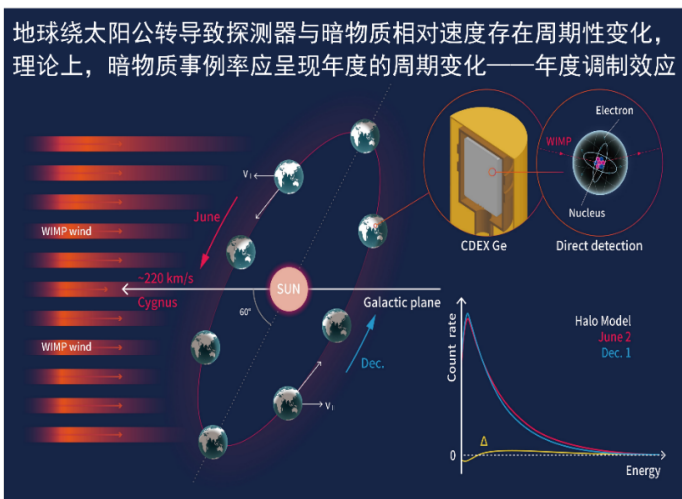 地球绕太阳公转导致探测器与暗物质相对速度存在周期性变化，
理论上，暗物质事例率应呈现年度的周期变化——年度调制效应
Electron
WIMP
Nucleus
CDEX Ge
Direct detection
V∥
June
WIMP wind
~220 km/s
Cygnus
SUN
Galactic plane
60°
WIMP wind
Dec.
V∥
Count rate
Halo Model
June 2
Dec. 1
Δ
0
Energy